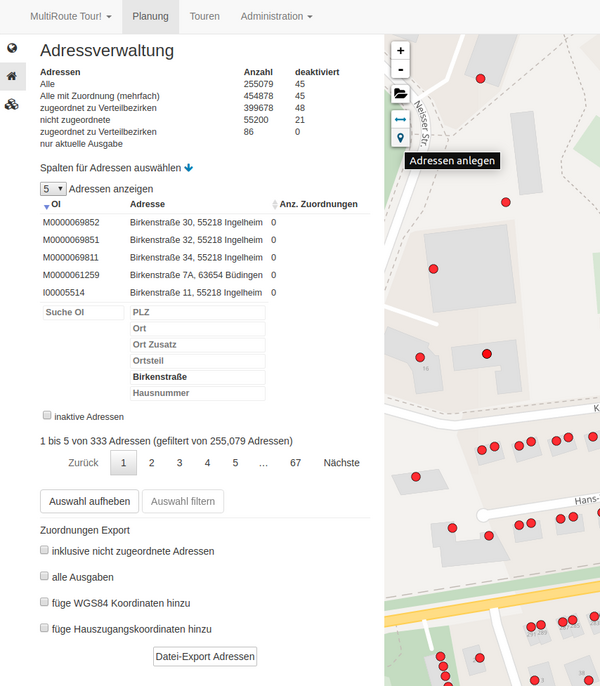 MultiRoute Tour! Planung Touren Administration
Adressverwaltung
Adressen Anzahl deaktiviert
Alle 255079 45
Alle mit Zuordnung (mehrfach) 454878 45
zugeordnet zu Verteilbezirken 399678 48
nicht zugeordnete 55200 21
zugeordnet zu Verteilbezirken 86 0
nur aktuelle Ausgabe
Spalten für Adressen auswählen
5 Adressen anzeigen
OI Adresse Anz. Zuordnungen
M0000069852 Birkenstraße 30, 55218 Ingelheim 0
M0000069851 Birkenstraße 32, 55218 Ingelheim 0
M0000069811 Birkenstraße 34, 55218 Ingelheim 0
M0000061259 Birkenstraße 7A, 63654 Büdingen 0
I00005514 Birkenstraße 11, 55218 Ingelheim 0
Suche OI PLZ
Ort
Ort Zusatz
Ortsteil
Birkenstraße
Hausnummer
inaktive Adressen
1 bis 5 von 333 Adressen (gefiltert von 255,079 Adressen)
Zurück 1 2 3 4 5 … 67 Nächste
Auswahl aufheben Auswahl filtern
Zuordnungen Export
inklusive nicht zugeordnete Adressen
alle Ausgaben
füge WGS84 Koordinaten hinzu
füge Hauszugangskoordinaten hinzu
Datei-Export Adressen
+
-
Neisser Str.
Adressen anlegen
16
K
Hans-